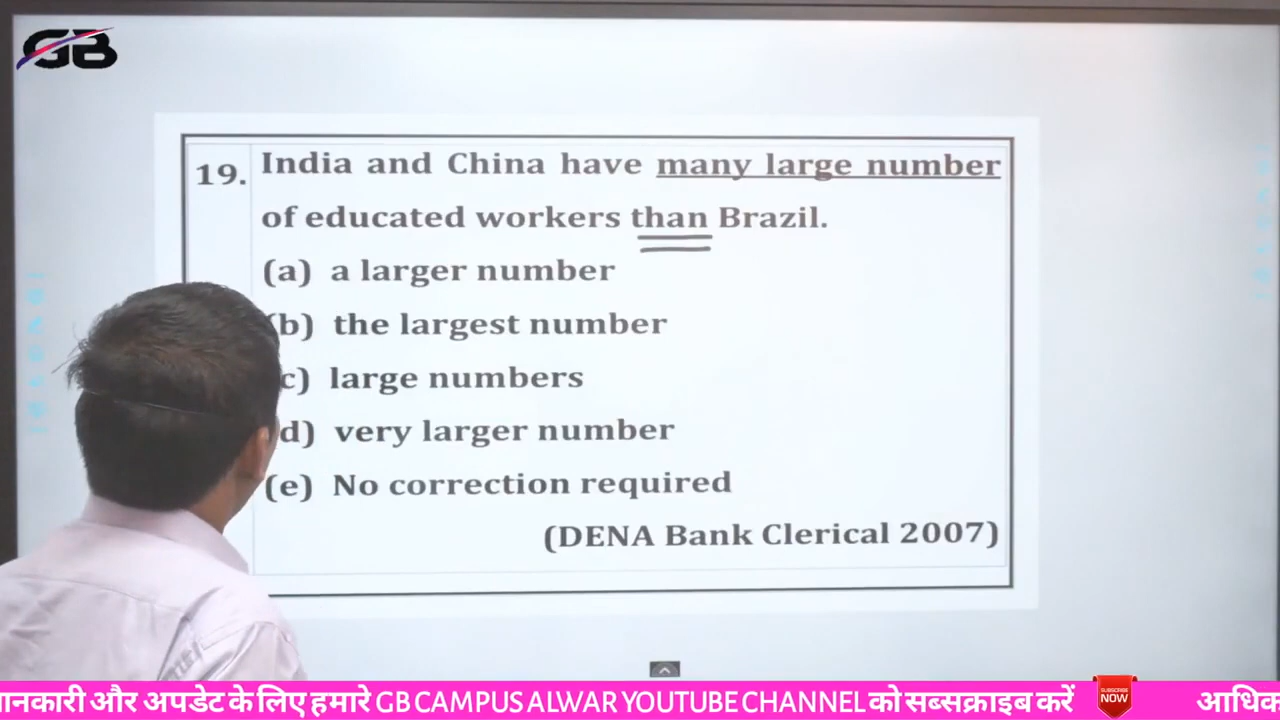 GB
19. India and China have many large number
of educated workers than Brazil.
(a) a larger number
(b) the largest number
c) large numbers
d) very larger number
(e) No correction required
(DENA Bank Clerical 2007)
नकारी और अपडेट के लिए हमारे GB CAMPUS ALWAR YOUTUBE CHANNEL को सब्सक्राइब करें SUBSCRIBE NOW आधिक